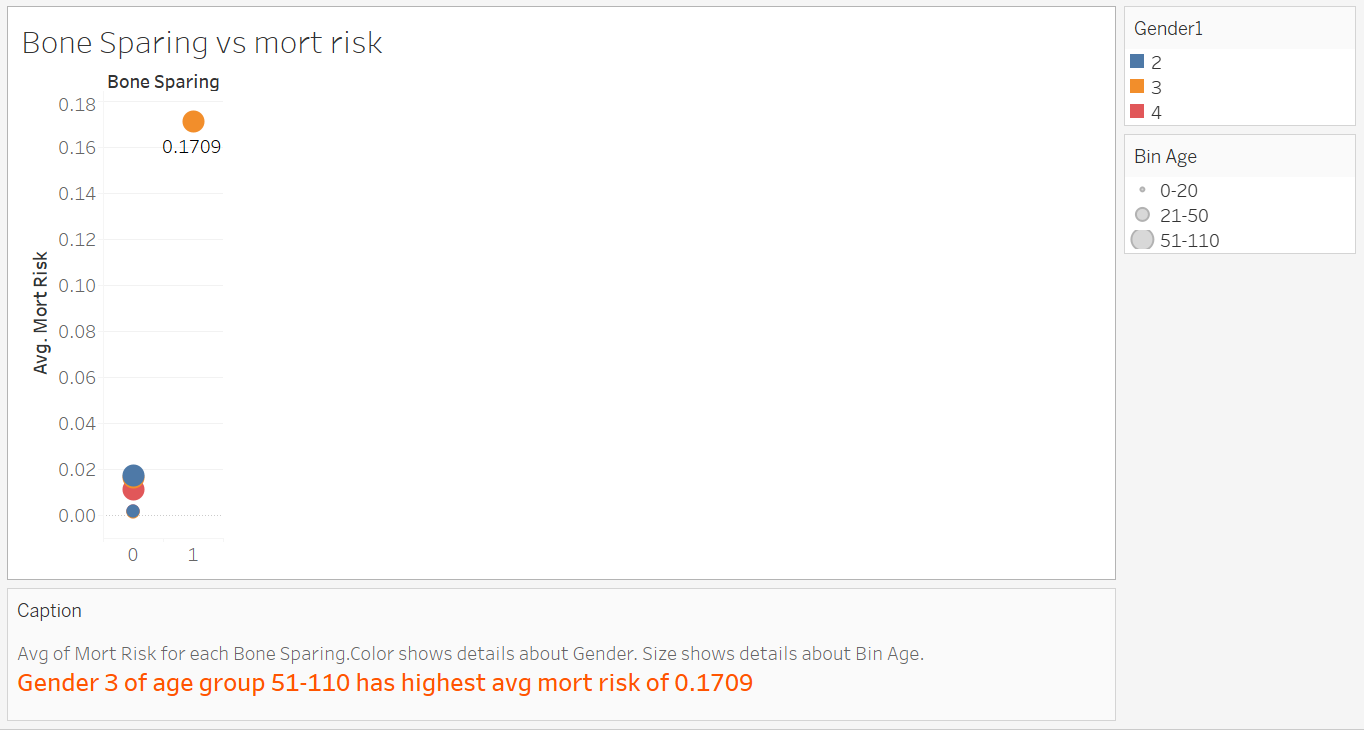 Bone Sparing vs mort risk
Bone Sparing
0.18
0.16
0.14
0.12
0.10
0.08
0.06
0.04
0.02
0.00
Avg. Mort Risk
0.1709
0 1
Gender1
2
3
4
Bin Age
0-20
21-50
51-110
Caption
Avg of Mort Risk for each Bone Sparing.Color shows details about Gender. Size shows details about Bin Age.
Gender 3 of age group 51-110 has highest avg mort risk of 0.1709